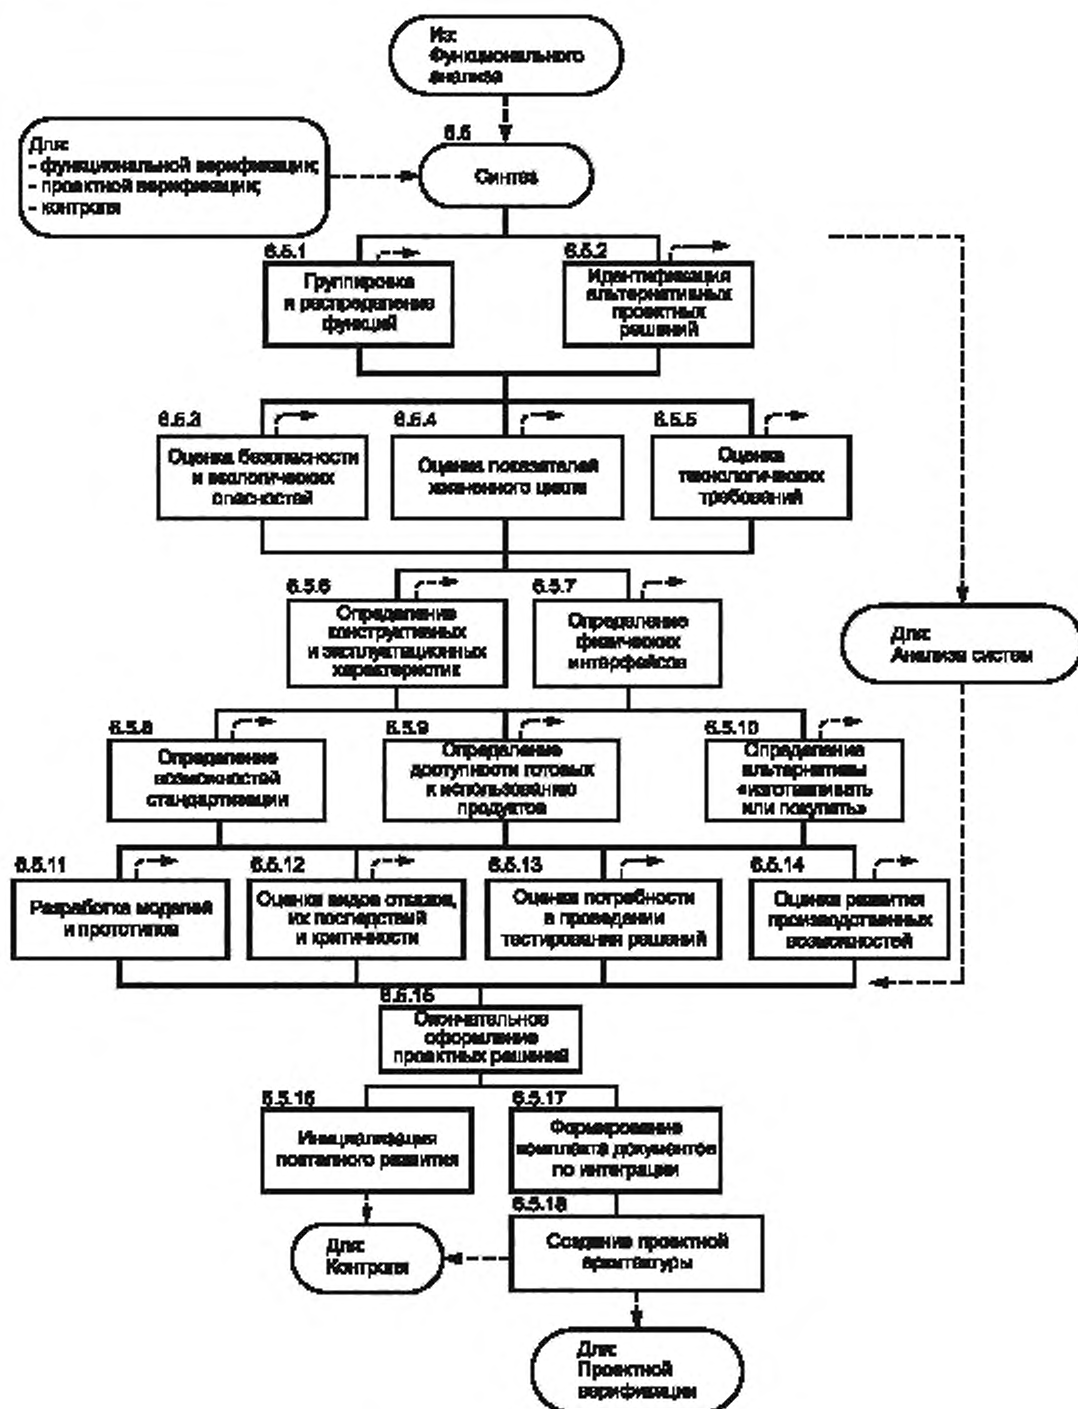 Из:
Функционального
анализа
6.5
Синтез
Для:
- функциональной верификации;
- проектной верификации;
- контроля
6.5.1
Группировка
и распределение
функций
6.5.2
Идентификация
альтернативных
проектных
решений
6.5.3
Оценка безопасности
и экологических
опасностей
6.5.4
Оценка показателей
жизненного цикла
6.5.5
Оценка
технологических
требований
6.5.6
Определение
конструктивных
и эксплуатационных
характеристик
6.5.7
Определение
физических
интерфейсов
Для:
Анализа систем
6.5.8
Определение
возможностей
стандартизации
6.5.9
Определение
доступности готовых
к использованию
продуктов
6.5.10
Определение
альтернативы
«изготавливать
или покупать»
6.5.11
Разработка моделей
и прототипов
6.5.12
Оценка видов отказов,
их последствий
и критичности
6.5.13
Оценка потребности
в проведении
тестирования решений
6.5.14
Оценка развития
производственных
возможностей
6.5.15
Окончательное
оформление
проектных решений
6.5.16
Инициализация
поэтапного развития
6.5.17
Формирование
комплекта документов
по интеграции
6.5.18
Создание проектной
архитектуры
Для:
Контроля
Для:
Проектной
верификации